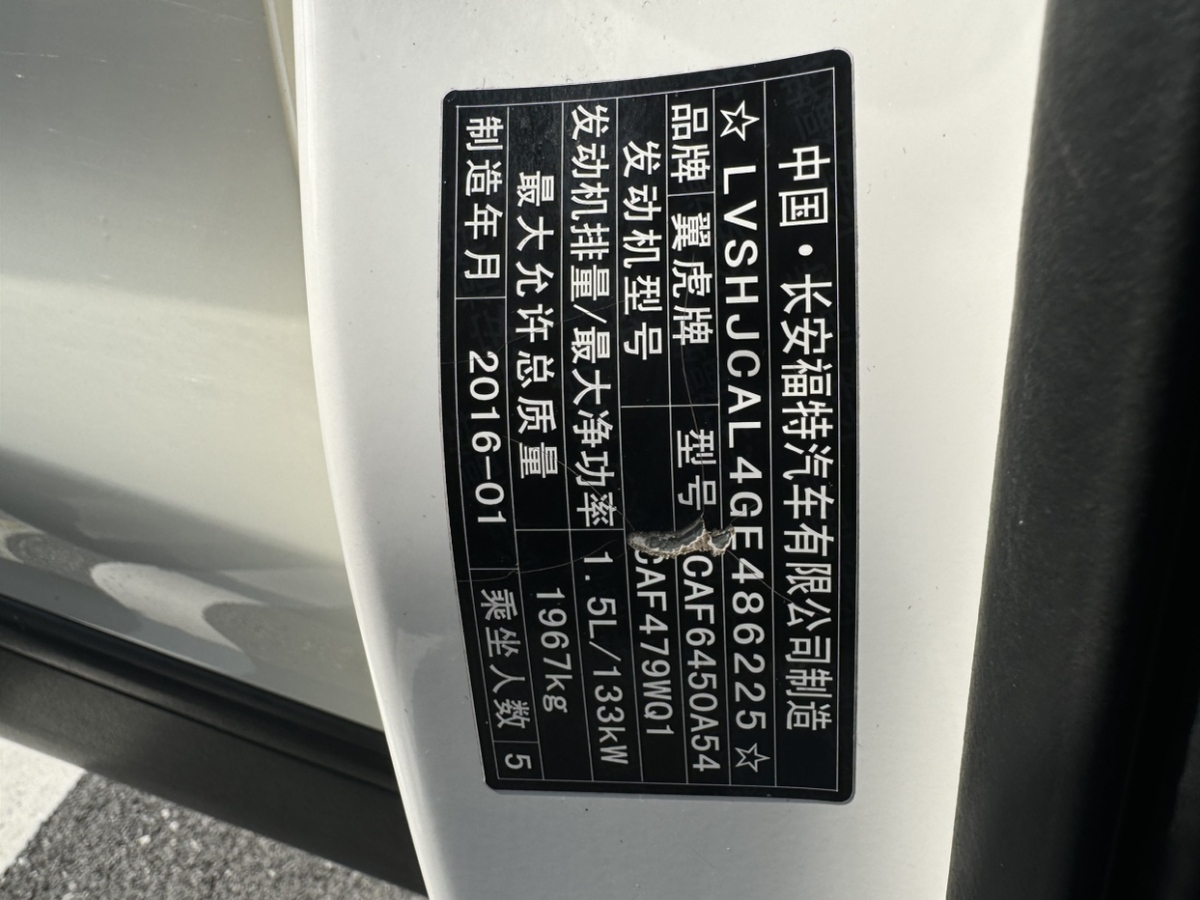 中国·长安福特汽车有限公司制造
☆LVSHJCAL4GE486225☆
品牌 翼虎牌 型号 CAF6450A54
发动机型号 CAF479WQ1
发动机排量/最大净功率 1.5L/133kW
最大允许总质量 1967kg
制造年月 2016-01 乘坐人数 5